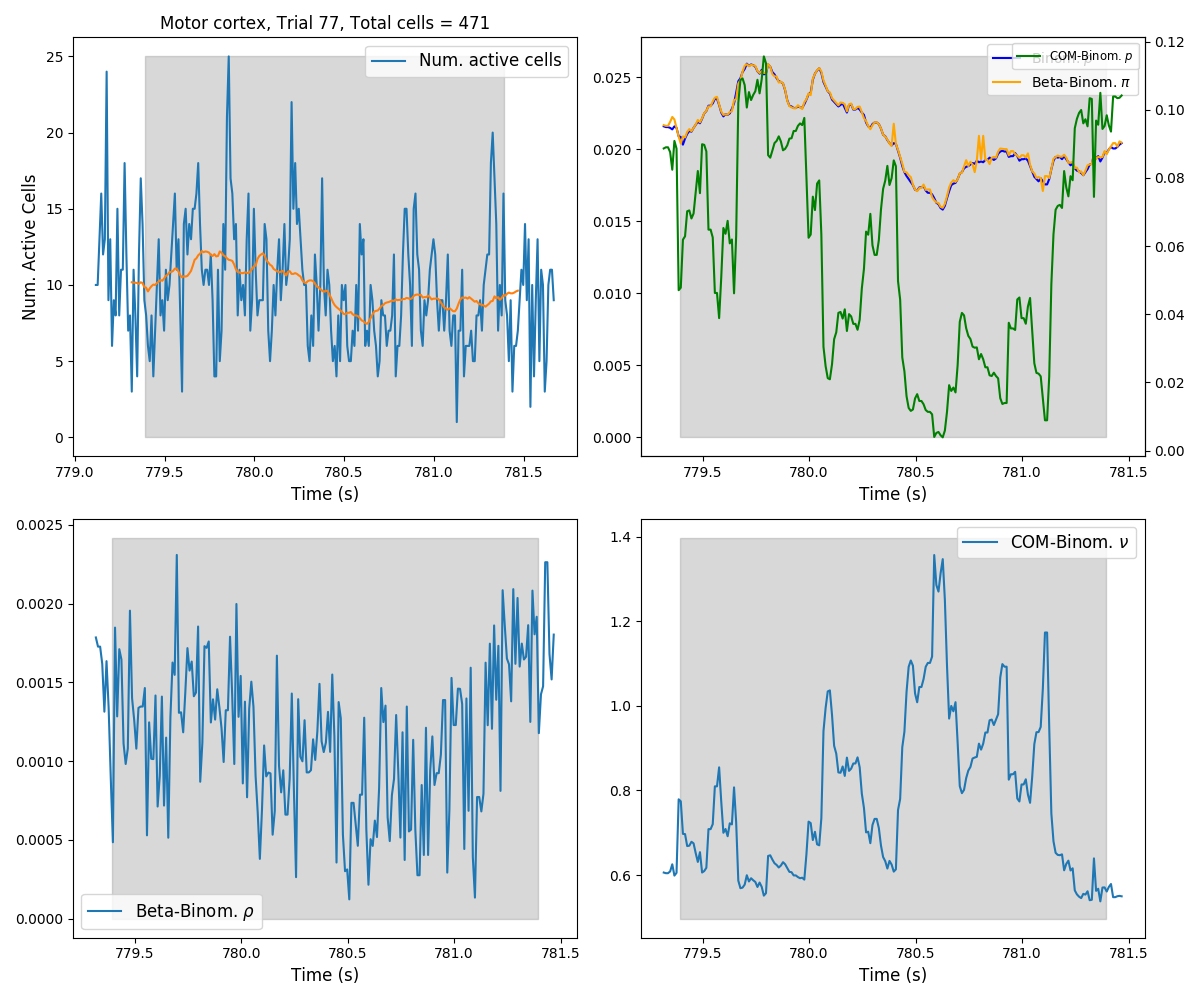 Motor cortex, Trial 77, Total cells = 471
Num. active cells
25
20
15
10
5
0
Num. Active Cells
779.0 779.5 780.0 780.5 781.0 781.5
Time (s)
COM-Binom. p
Beta-Binom. π
0.025
0.020
0.015
0.010
0.005
0.000
0.12
0.10
0.08
0.06
0.04
0.02
0.00
779.5 780.0 780.5 781.0 781.5
Time (s)
0.0025
0.0020
0.0015
0.0010
0.0005
0.0000
Beta-Binom. ρ
779.5 780.0 780.5 781.0 781.5
Time (s)
COM-Binom. ν
1.4
1.2
1.0
0.8
0.6
779.5 780.0 780.5 781.0 781.5
Time (s)